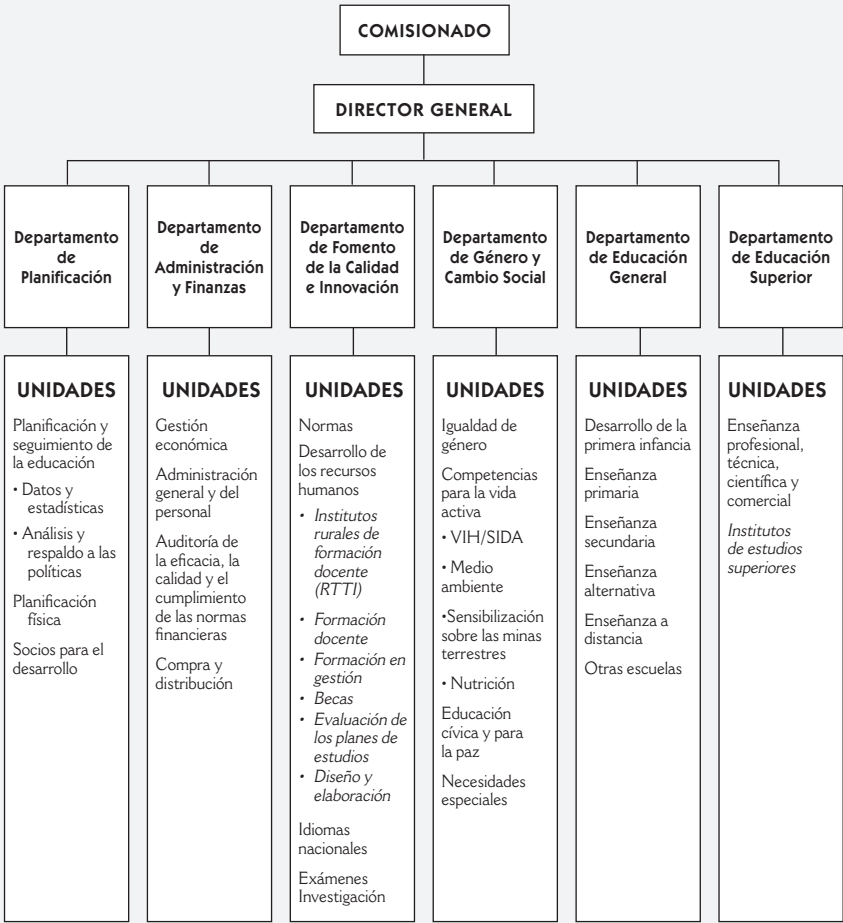 COMISIONADO
DIRECTOR GENERAL
Departamento
de
Planificación
Departamento
de
Administración
y Finanzas
Departamento
de Fomento
de la Calidad
e Innovación
Departamento
de Género y
Cambio Social
Departamento
de Educación
General
Departamento
de Educación
Superior
UNIDADES
Planificación y
seguimiento de
la educación
• Datos y
estadísticas
• Análisis y
respaldo a las
políticas
Planificación
física
Socios para el
desarrollo
UNIDADES
Gestión
económica
Administración
general y del
personal
Auditoría de
la eficacia, la
calidad y el
cumplimiento
de las normas
financieras
Compra y
distribución
UNIDADES
Normas
Desarrollo de
los recursos
humanos
• Institutos
rurales de
formación
docente
(RTTI)
• Formación
docente
• Formación en
gestión
• Becas
• Evaluación de
los planes de
estudios
• Diseño y
elaboración
Idiomas
nacionales
Exámenes
Investigación
UNIDADES
Igualdad de
género
Competencias
para la vida
activa
• VIH/SIDA
• Medio
ambiente
•Sensibilización
sobre las minas
terrestres
• Nutrición
Educación
cívica y para
la paz
Necesidades
especiales
UNIDADES
Desarrollo de la
primera infancia
Enseñanza
primaria
Enseñanza
secundaria
Enseñanza
alternativa
Enseñanza a
distancia
Otras escuelas
UNIDADES
Enseñanza
profesional,
técnica,
científica y
comercial
Institutos
de estudios
superiores